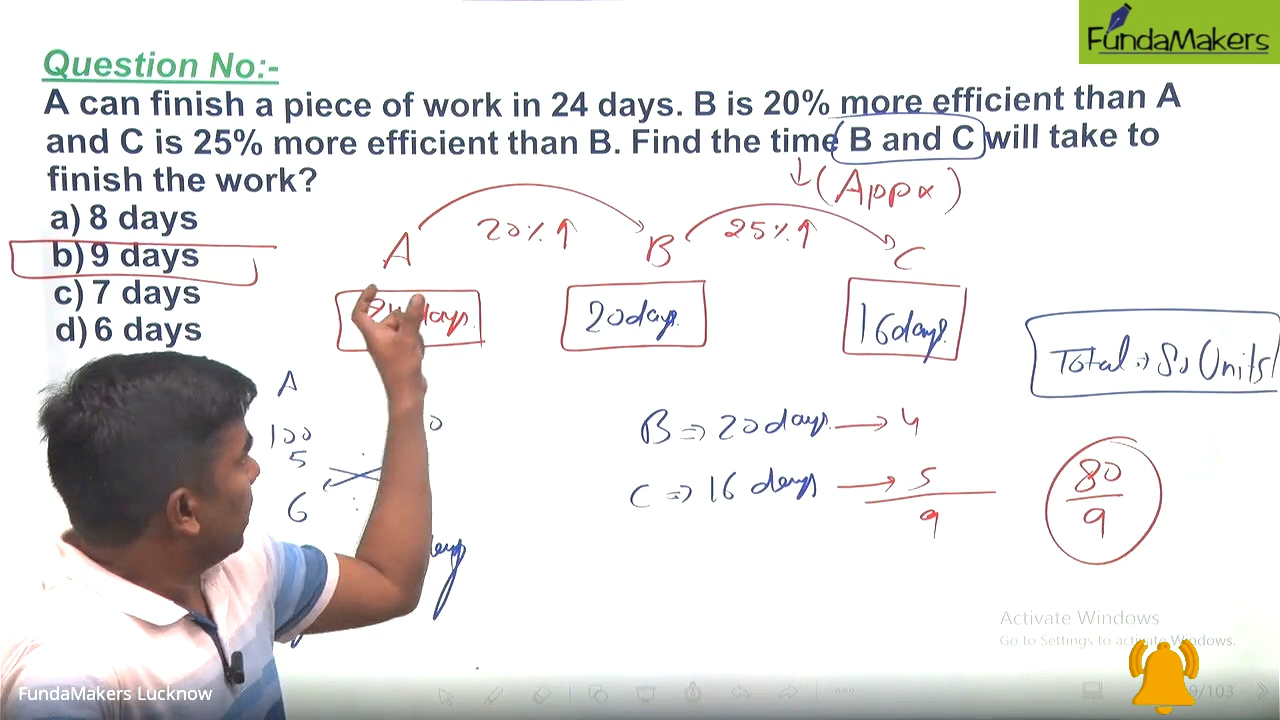 FundaMakers
Question No:-
A can finish a piece of work in 24 days. B is 20% more efficient than A
and C is 25% more efficient than B. Find the time B and C will take to
finish the work?
(Appx)
a) 8 days
b) 9 days
c) 7 days
d) 6 days
20%↑ 25%↑
A B C
days 20days 16days
Total ⇒ 80 Units
A
100
5
6
B ⇒ 20days → 4
C ⇒ 16 days → 5
9
80
9
Activate Windows
Go to Settings to activate Windows.
FundaMakers Lucknow
9/103